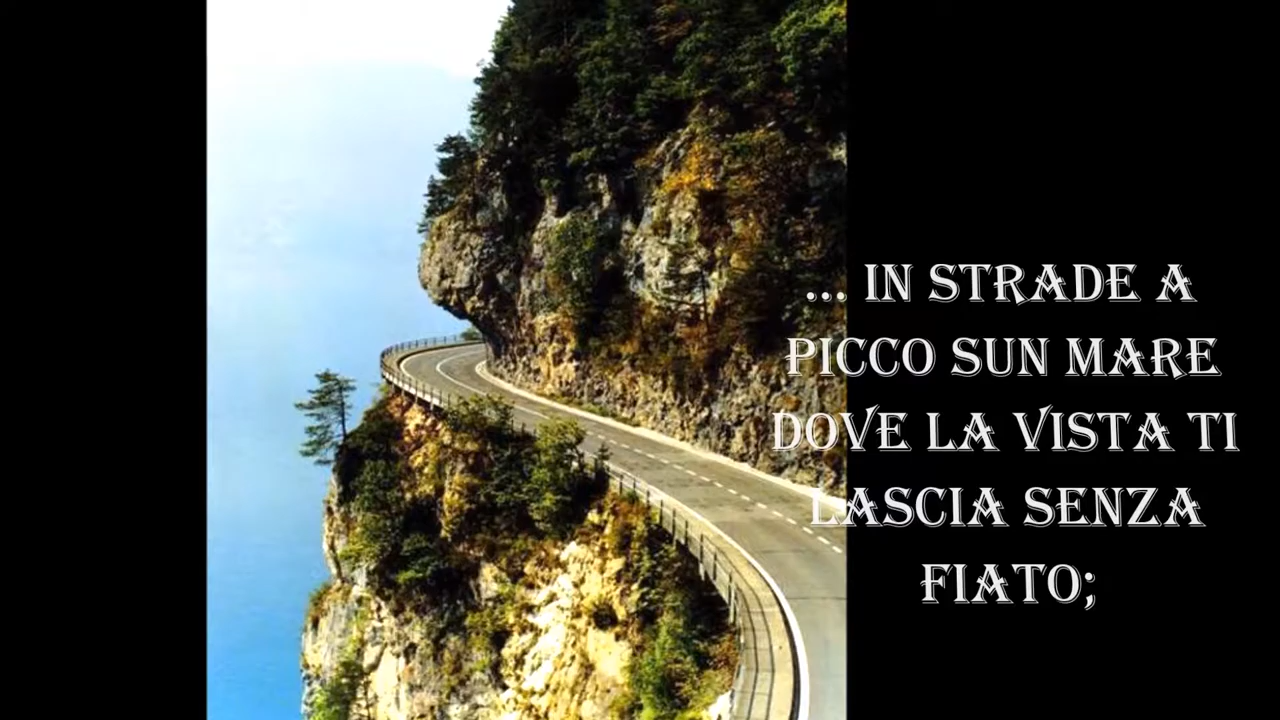 ... IN STRADE A
PICCO SUN MARE
DOVE LA VISTA TI
LASCIA SENZA
FIATO;